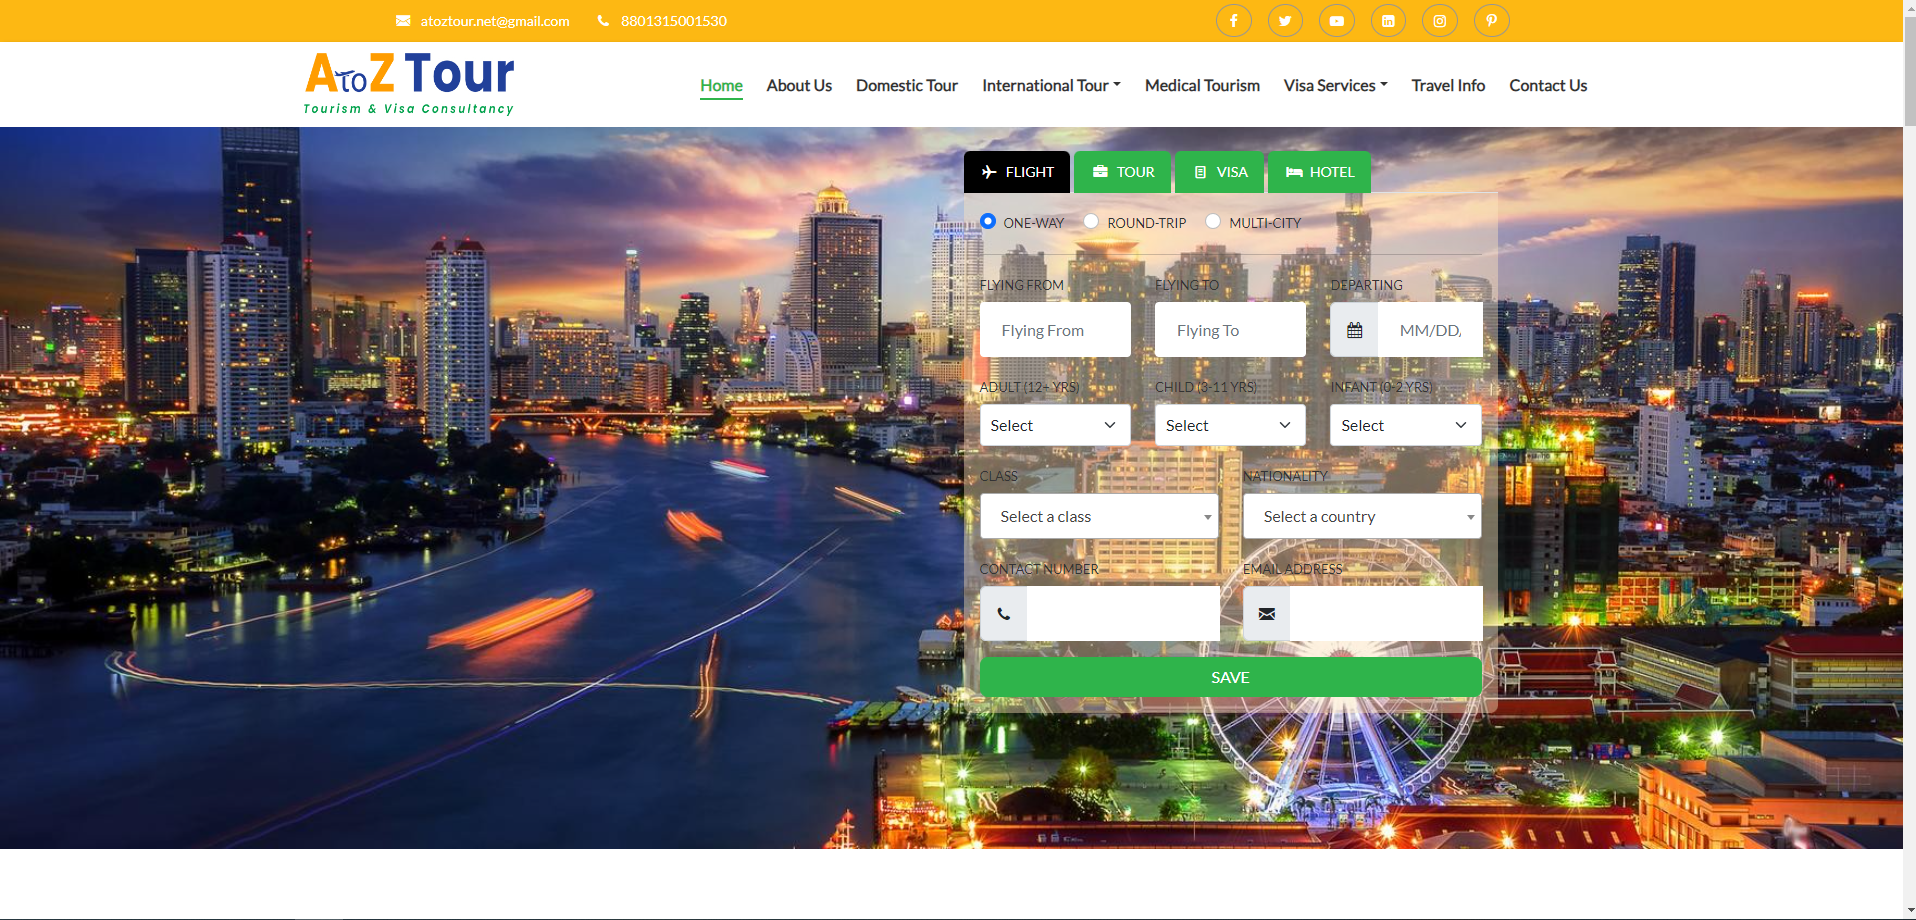 atoztour.net@gmail.com 8801315001530
AtoZ Tour
Tourism & Visa Consultancy
Home About Us Domestic Tour International Tour Medical Tourism Visa Services Travel Info Contact Us
FLIGHT TOUR VISA HOTEL
ONE-WAY ROUND-TRIP MULTI-CITY
FLYING FROM FLYING TO DEPARTING
Flying From Flying To MM/DD/
ADULT (12+ YRS) CHILD (3-11 YRS) INFANT (0-2 YRS)
Select Select Select
CLASS NATIONALITY
Select a class Select a country
CONTACT NUMBER EMAIL ADDRESS
SAVE